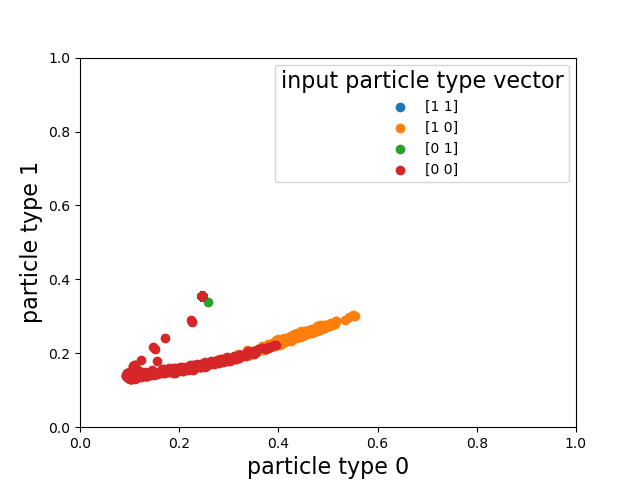 input particle type vector
[1 1]
[1 0]
[0 1]
[0 0]
particle type 1
1.0
0.8
0.6
0.4
0.2
0.0
0.0 0.2 0.4 0.6 0.8 1.0
particle type 0